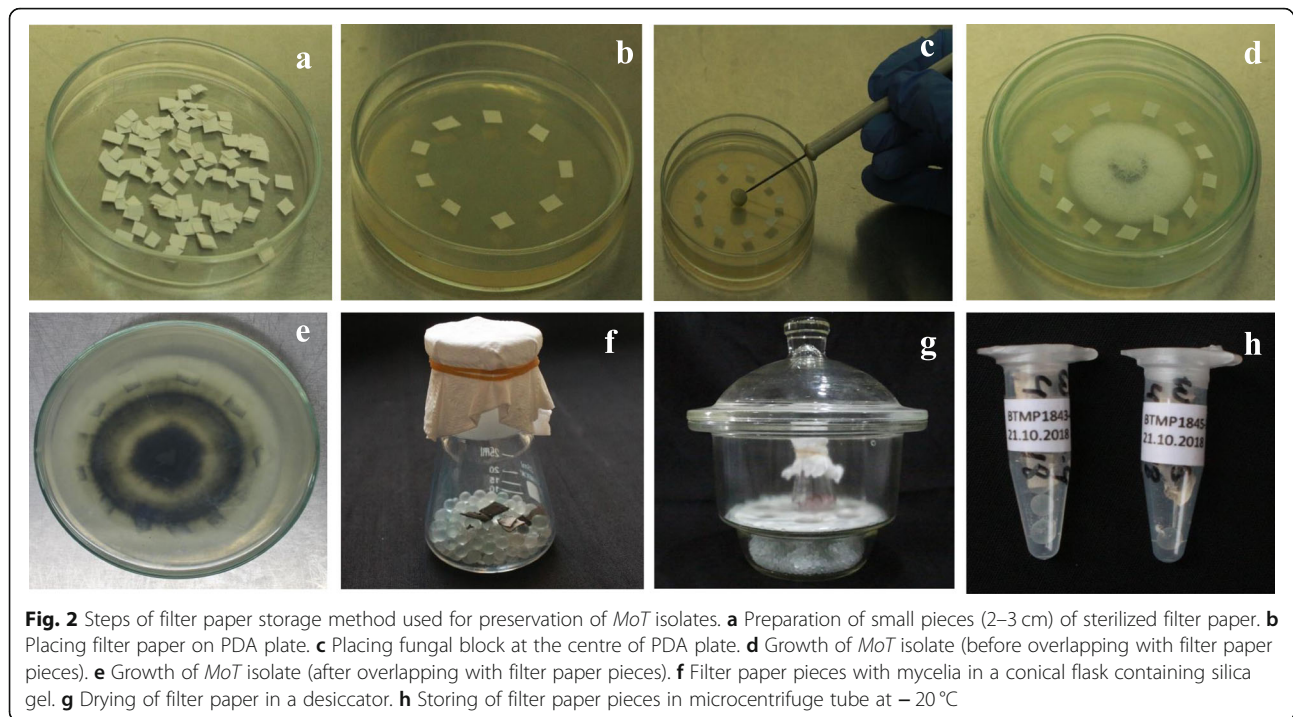 a
b
c
d
e
f
g
h
25Ml
20
15
10
BTMP1843
21.10.2018
BTMP1845
21.10.2018
Fig. 2 Steps of filter paper storage method used for preservation of MoT isolates. a Preparation of small pieces (2–3 cm) of sterilized filter paper. b
Placing filter paper on PDA plate. c Placing fungal block at the centre of PDA plate. d Growth of MoT isolate (before overlapping with filter paper
pieces). e Growth of MoT isolate (after overlapping with filter paper pieces). f Filter paper pieces with mycelia in a conical flask containing silica
gel. g Drying of filter paper in a desiccator. h Storing of filter paper pieces in microcentrifuge tube at − 20 °C